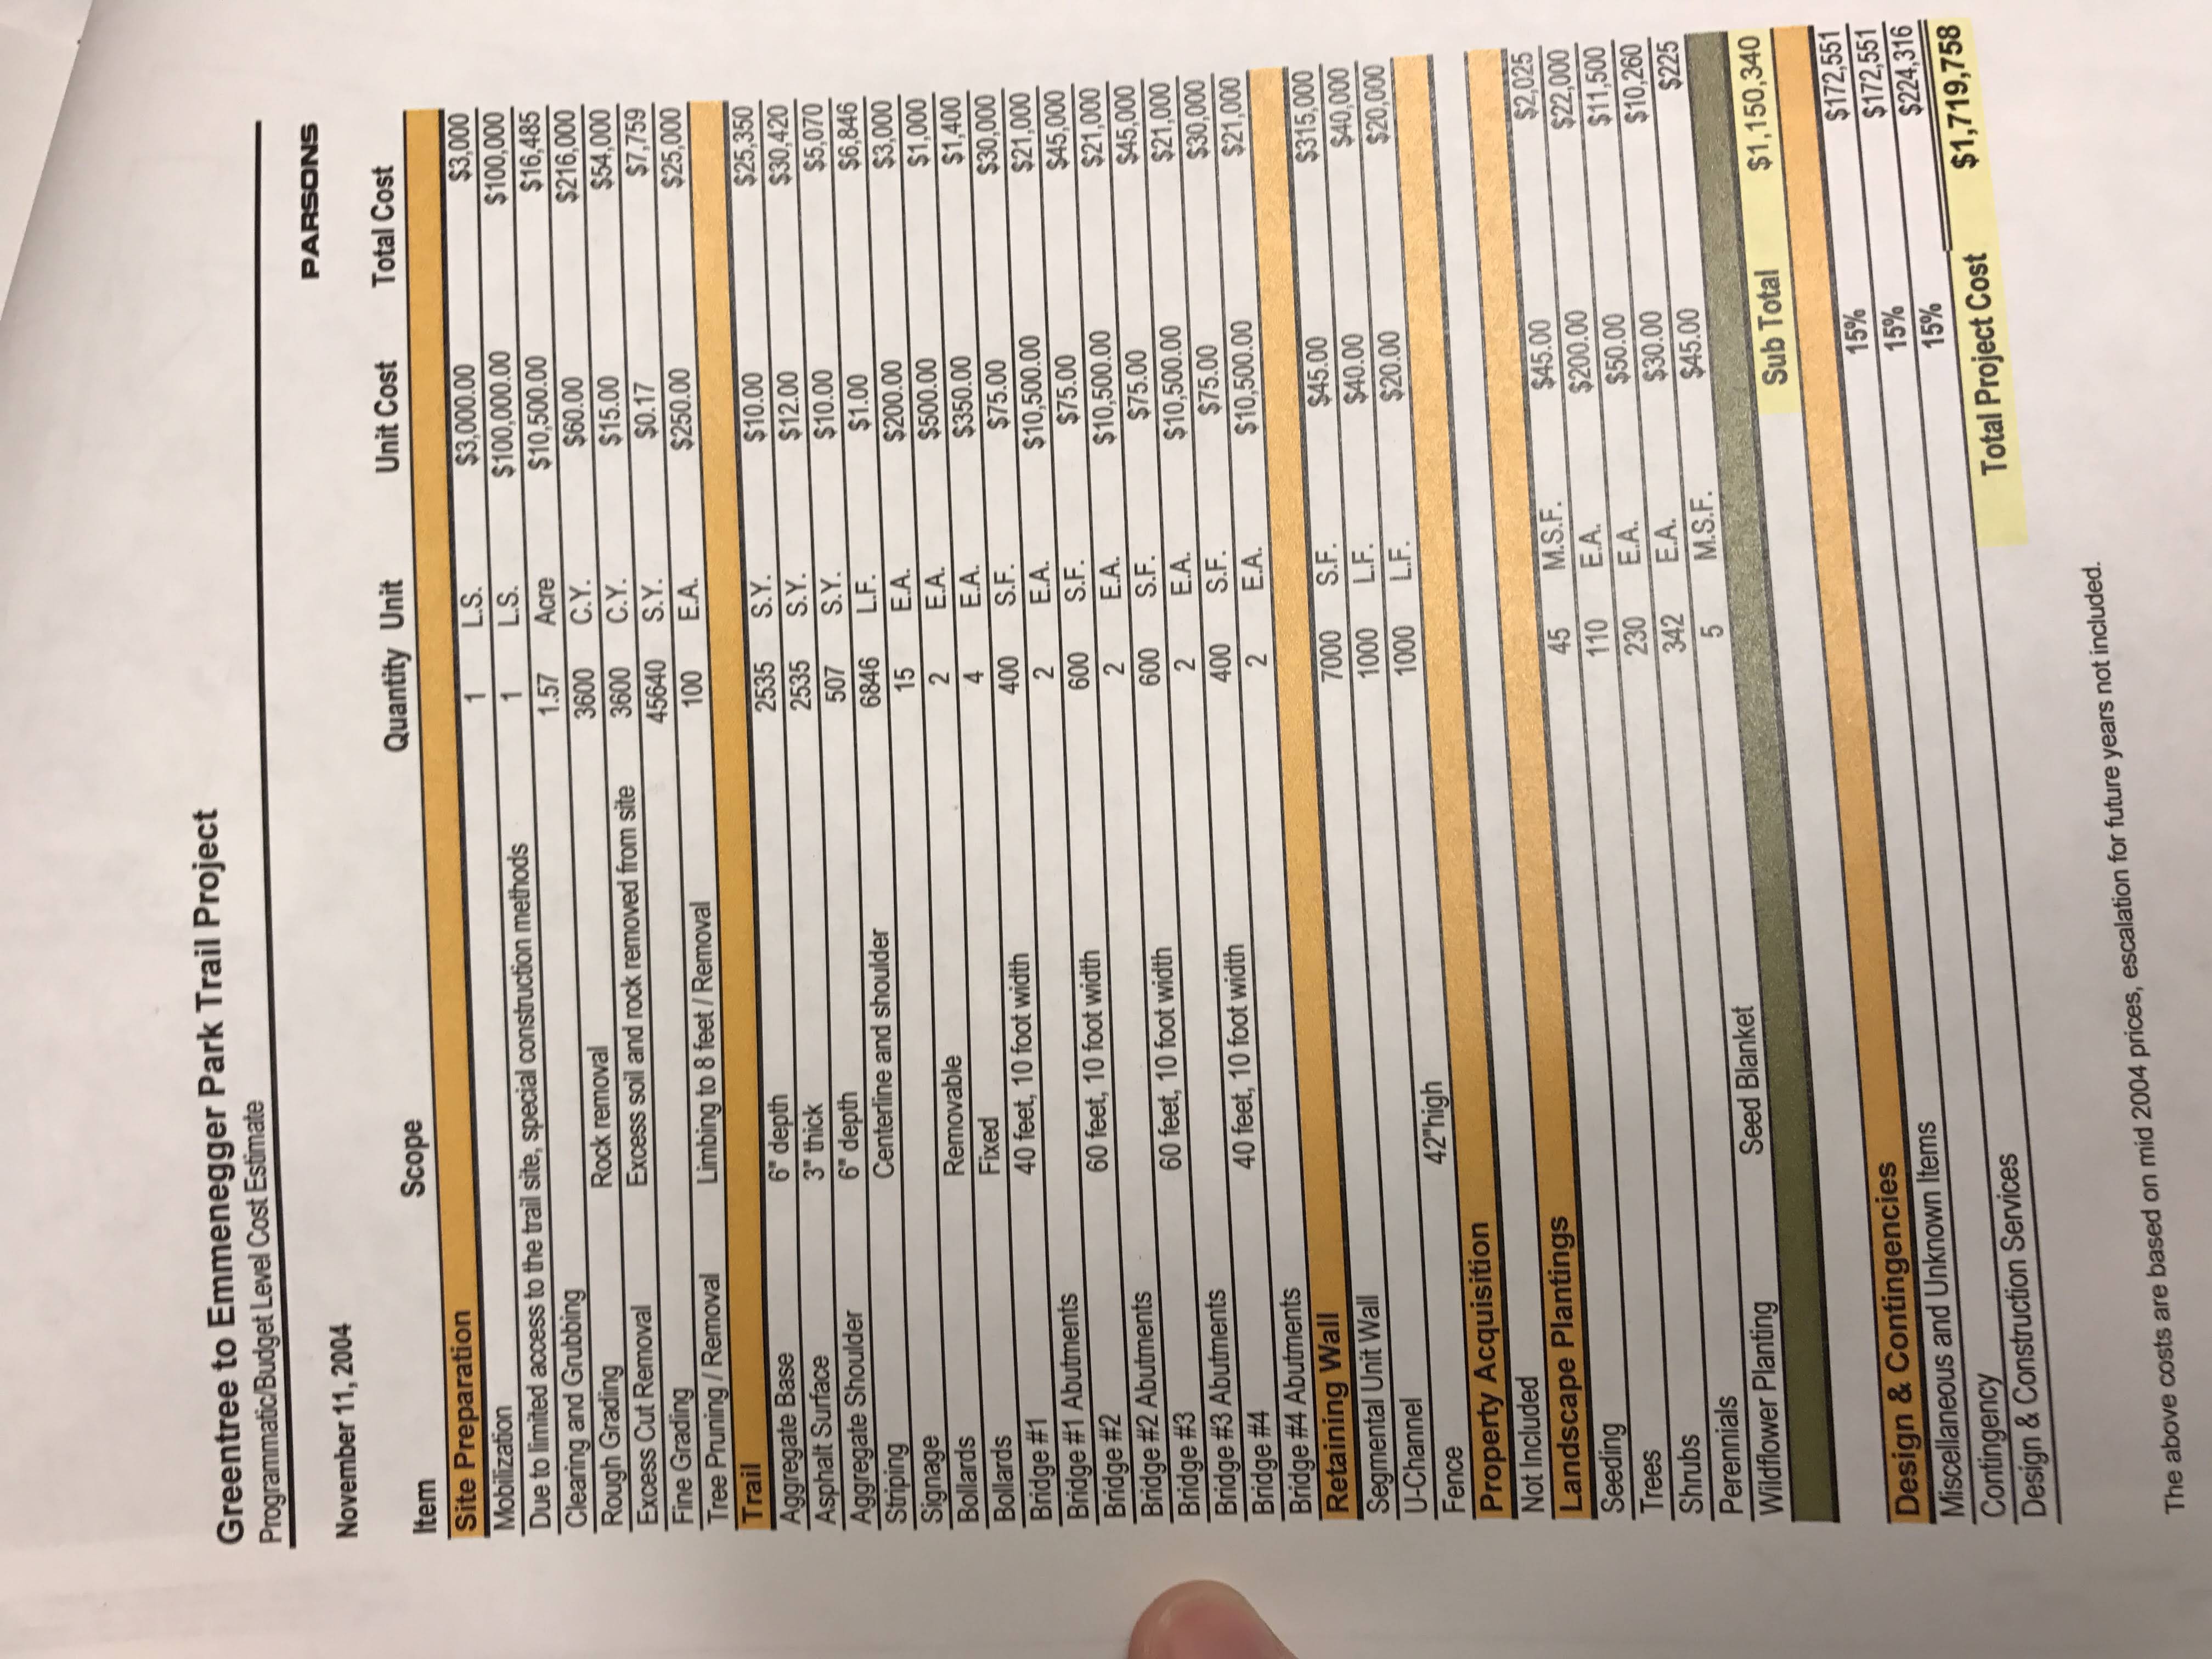 Greentree to Emmenegger Park Trail Project
Programmatic/Budget Level Cost Estimate
PARSONS
November 11, 2004
Item Scope Quantity Unit Unit Cost Total Cost
Site Preparation
Mobilization 1 L.S. $3,000.00 $3,000
Due to limited access to the trail site, special construction methods 1 L.S. $100,000.00 $100,000
Clearing and Grubbing 1.57 Acre $10,500.00 $16,485
Rough Grading Rock removal 3600 C.Y. $60.00 $216,000
Excess Cut Removal Excess soil and rock removed from site 3600 C.Y. $15.00 $54,000
Fine Grading 45640 S.Y. $0.17 $7,759
Tree Pruning / Removal Limbing to 8 feet / Removal 100 E.A. $250.00 $25,000
Trail
Aggregate Base 6" depth 2535 S.Y. $10.00 $25,350
Asphalt Surface 3" thick 2535 S.Y. $12.00 $30,420
Aggregate Shoulder 6" depth 507 S.Y. $10.00 $5,070
Striping Centerline and shoulder 6846 L.F. $1.00 $6,846
Signage 15 E.A. $200.00 $3,000
Bollards Removable 2 E.A. $500.00 $1,000
Bollards Fixed 4 E.A. $350.00 $1,400
Bridge #1 40 feet, 10 foot width 400 S.F. $75.00 $30,000
Bridge #1 Abutments 2 E.A. $10,500.00 $21,000
Bridge #2 60 feet, 10 foot width 600 S.F. $75.00 $45,000
Bridge #2 Abutments 2 E.A. $10,500.00 $21,000
Bridge #3 60 feet, 10 foot width 600 S.F. $75.00 $45,000
Bridge #3 Abutments 2 E.A. $10,500.00 $21,000
Bridge #4 40 feet, 10 foot width 400 S.F. $75.00 $30,000
Bridge #4 Abutments 2 E.A. $10,500.00 $21,000
Retaining Wall
Segmental Unit Wall 7000 S.F. $45.00 $315,000
U-Channel 1000 L.F. $40.00 $40,000
Fence 42"high 1000 L.F. $20.00 $20,000
Property Acquisition
Not Included
Landscape Plantings
Seeding 45 M.S.F. $45.00 $2,025
Trees 110 E.A. $200.00 $22,000
Shrubs 230 E.A. $50.00 $11,500
Perennials 342 E.A. $30.00 $10,260
Wildflower Planting Seed Blanket 5 M.S.F. $45.00 $225
Sub Total $1,150,340
Design & Contingencies
Miscellaneous and Unknown Items 15% $172,551
Contingency 15% $172,551
Design & Construction Services 15% $224,316
Total Project Cost $1,719,758
The above costs are based on mid 2004 prices, escalation for future years not included.